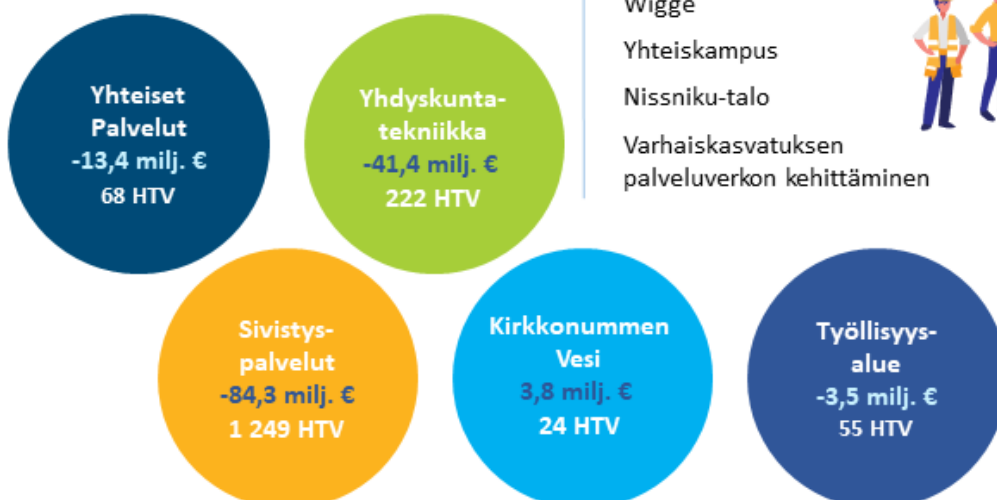 Wigge
Yhteiskampus
Nissniku-talo
Varhaiskasvatuksen
palveluverkon kehittäminen
Yhteiset
Palvelut
-13,4 milj. €
68 HTV
Yhdyskunta-
tekniikka
-41,4 milj. €
222 HTV
Sivistys-
palvelut
-84,3 milj. €
1 249 HTV
Kirkkonummen
Vesi
3,8 milj. €
24 HTV
Työllisyys-
alue
-3,5 milj. €
55 HTV